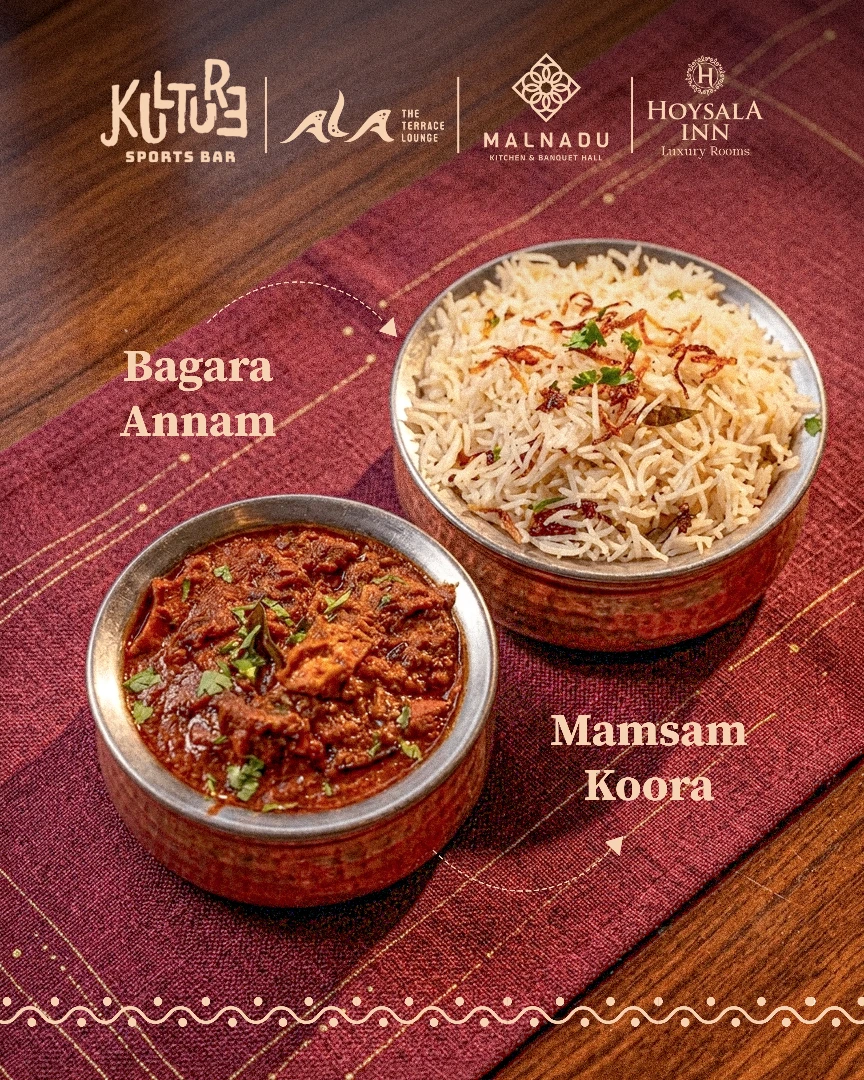 KULTURE
SPORTS BAR
ALA
THE
TERRACE
LOUNGE
MALNADU
KITCHEN & BANQUET HALL
H
HOYSALA
INN
Luxury Rooms
Bagara
Annam
Mamsam
Koora